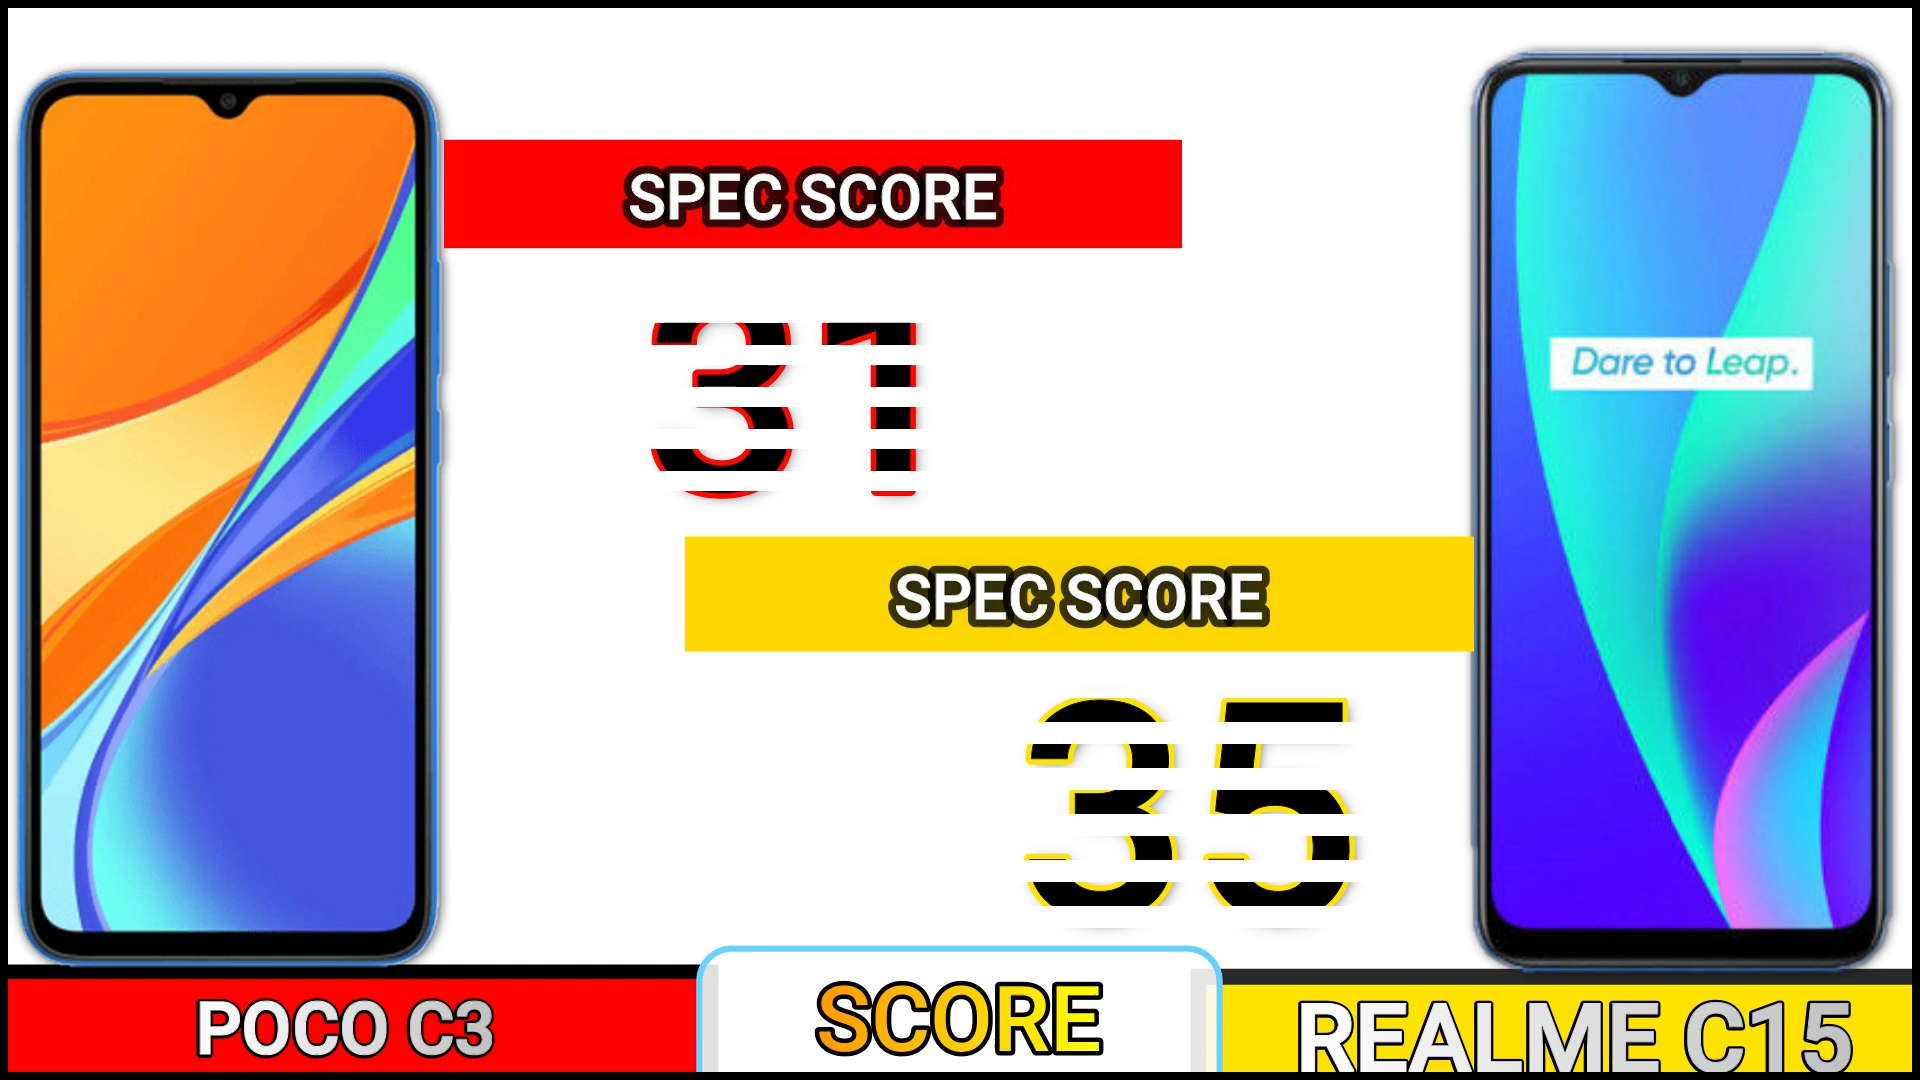 SPEC SCORE
31
Dare to Leap.
SPEC SCORE
35
POCO C3
SCORE
REALME C15